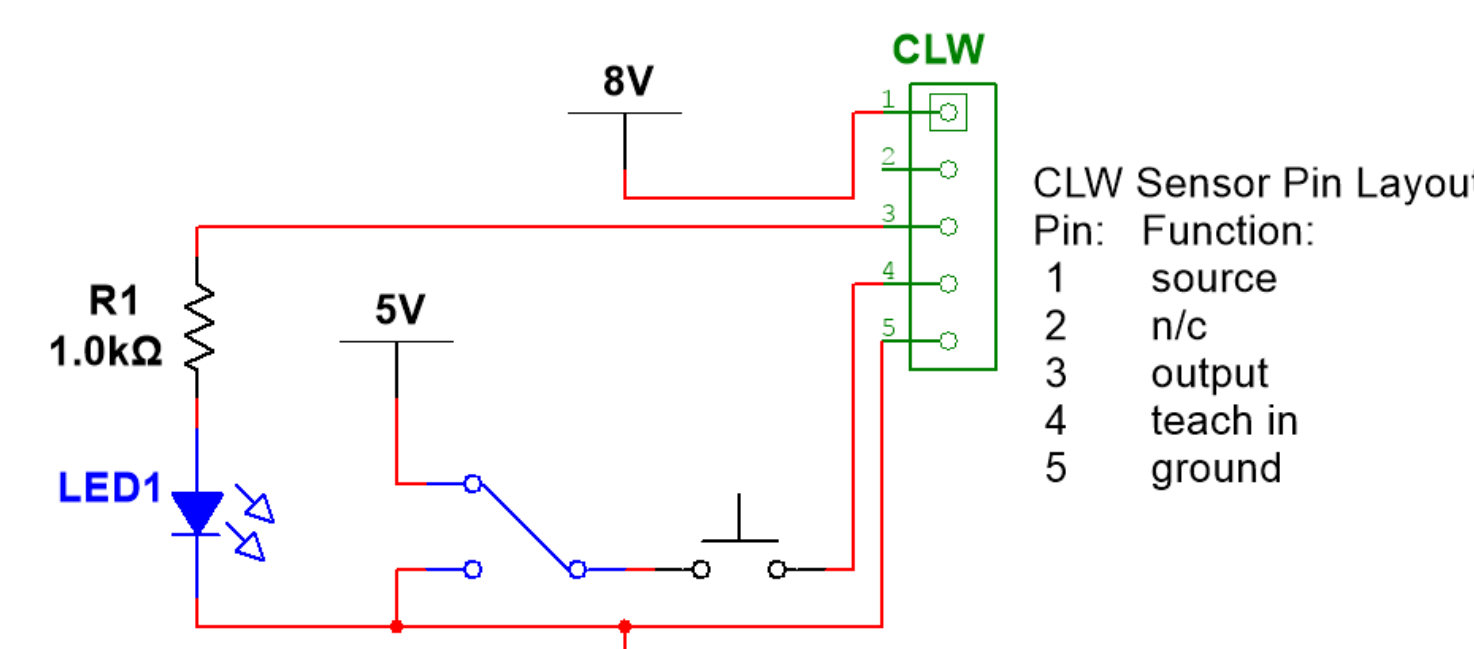 CLW
8V
1
2
3
4
5
R1
1.0kΩ
5V
LED1
CLW Sensor Pin Layout
Pin: Function:
1 source
2 n/c
3 output
4 teach in
5 ground